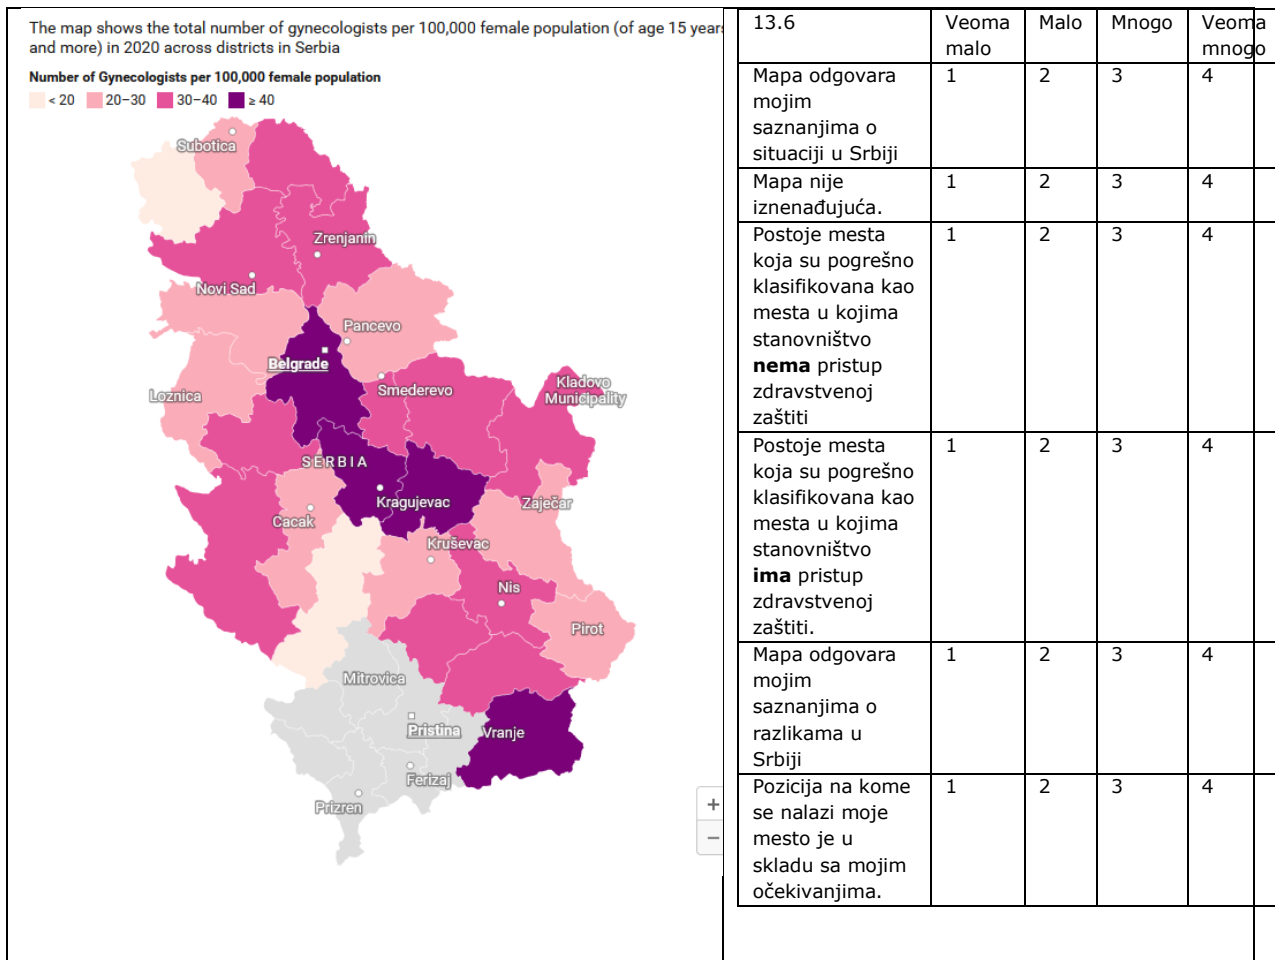 The map shows the total number of gynecologists per 100,000 female population (of age 15 years
and more) in 2020 across districts in Serbia
Number of Gynecologists per 100,000 female population
< 20 20–30 30–40 ≥ 40
Subotica
Zrenjanin
Novi Sad
Pancevo
Belgrade
Smederevo
Kladovo
Municipality
Loznica
SERBIA
Kragujevac
Zaječar
Cacak
Kruševac
Nis
Pirot
Mitrovica
Pristina
Vranje
Ferizaj
Prizren
+
−
13.6 Veoma Malo Mnogo Veoma
malo mnogo
Mapa odgovara 1 2 3 4
mojim
saznanjima o
situaciji u Srbiji
Mapa nije 1 2 3 4
iznenađujuća.
Postoje mesta 1 2 3 4
koja su pogrešno
klasifikovana kao
mesta u kojima
stanovništvo
nema pristup
zdravstvenoj
zaštiti
Postoje mesta 1 2 3 4
koja su pogrešno
klasifikovana kao
mesta u kojima
stanovništvo
ima pristup
zdravstvenoj
zaštiti.
Mapa odgovara 1 2 3 4
mojim
saznanjima o
razlikama u
Srbiji
Pozicija na kome 1 2 3 4
se nalazi moje
mesto je u
skladu sa mojim
očekivanjima.